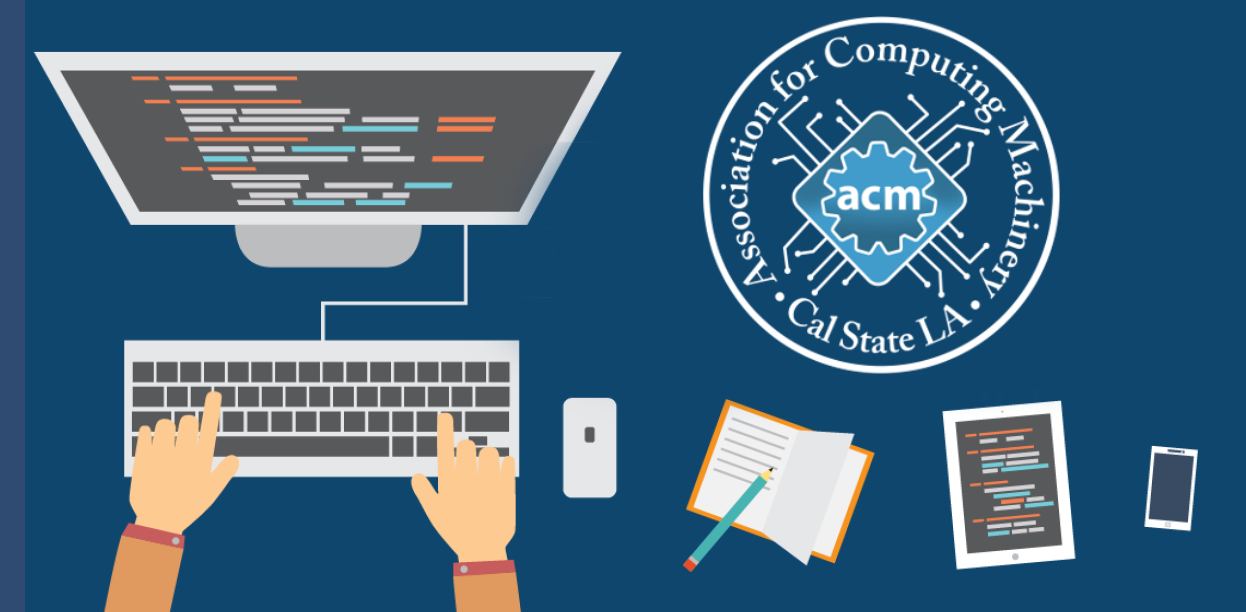 Association for Computing Machinery
acm
• Cal State LA •